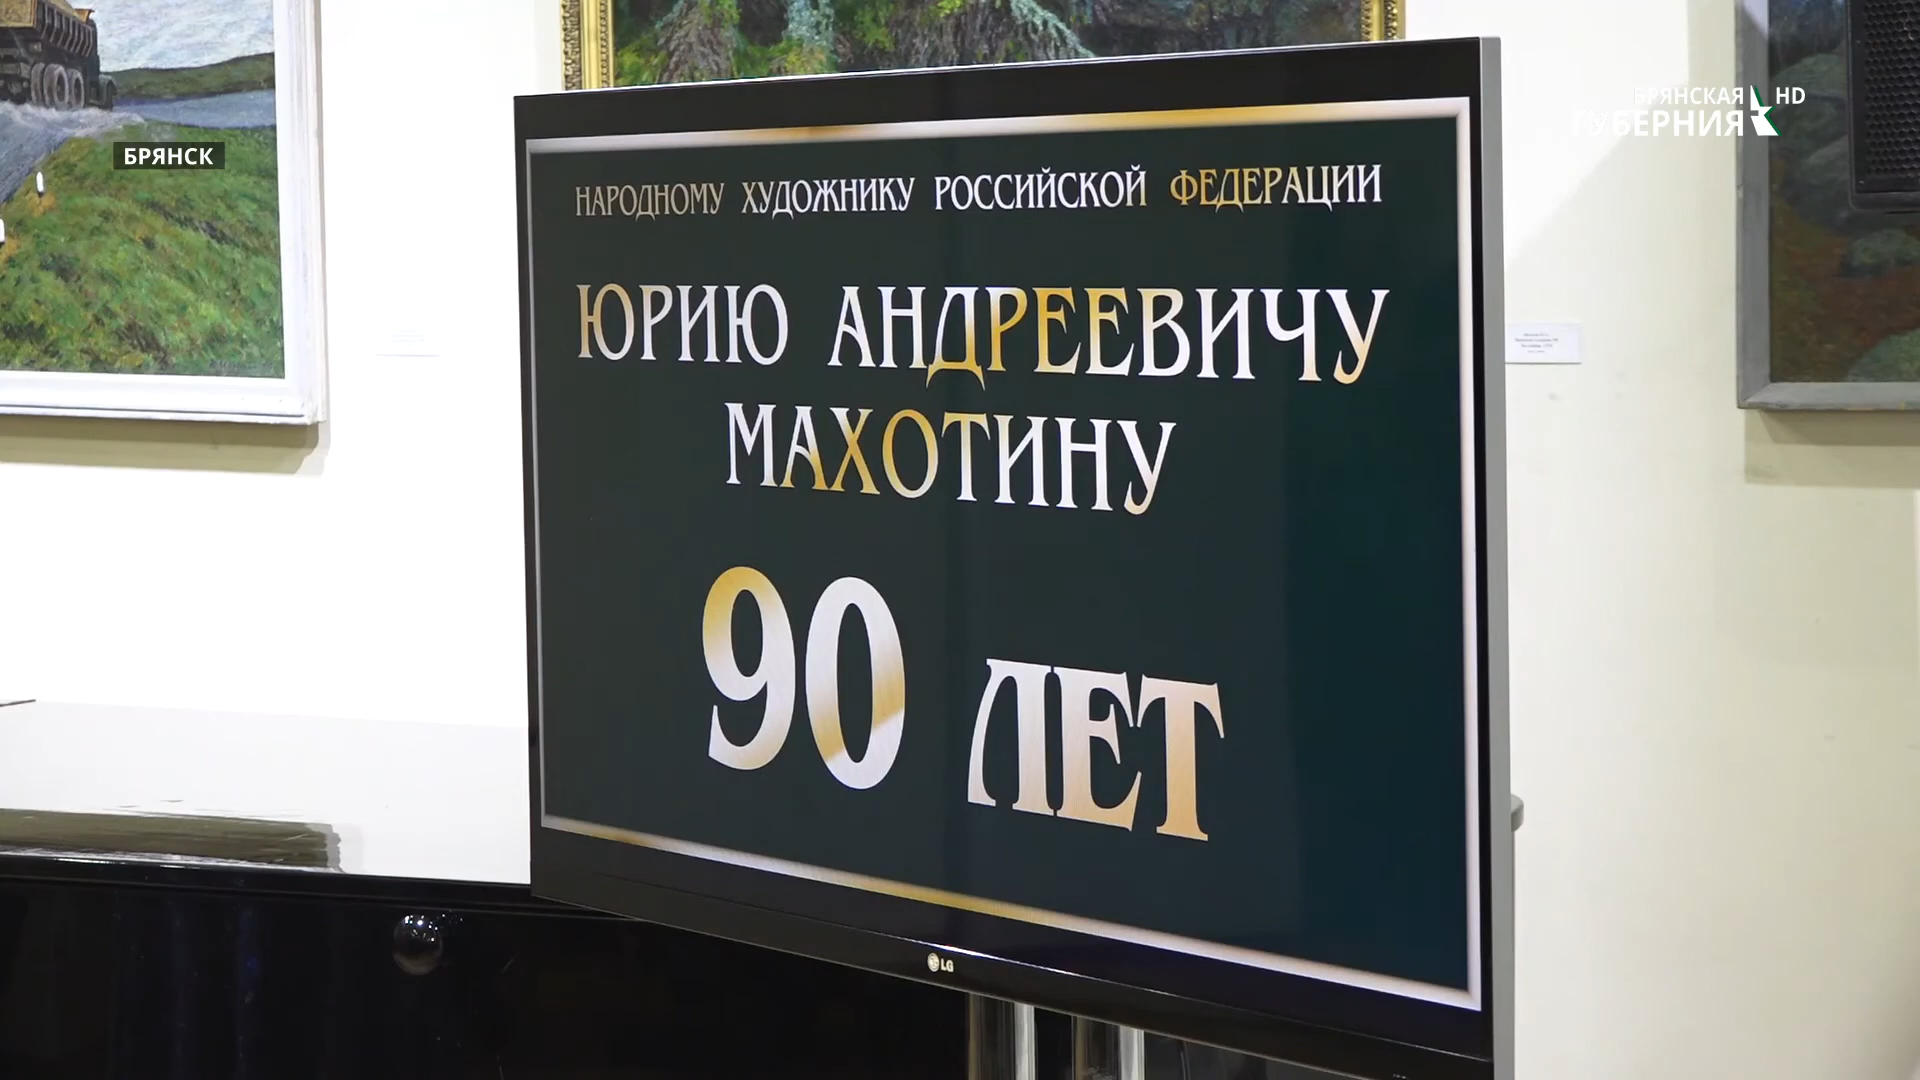 БРЯНСКАЯ HD
ГУБЕРНИЯ
БРЯНСК
НАРОДНОМУ ХУДОЖНИКУ РОССИЙСКОЙ ФЕДЕРАЦИИ
ЮРИЮ АНДРЕЕВИЧУ
МАХОТИНУ
90 ЛЕТ
LG